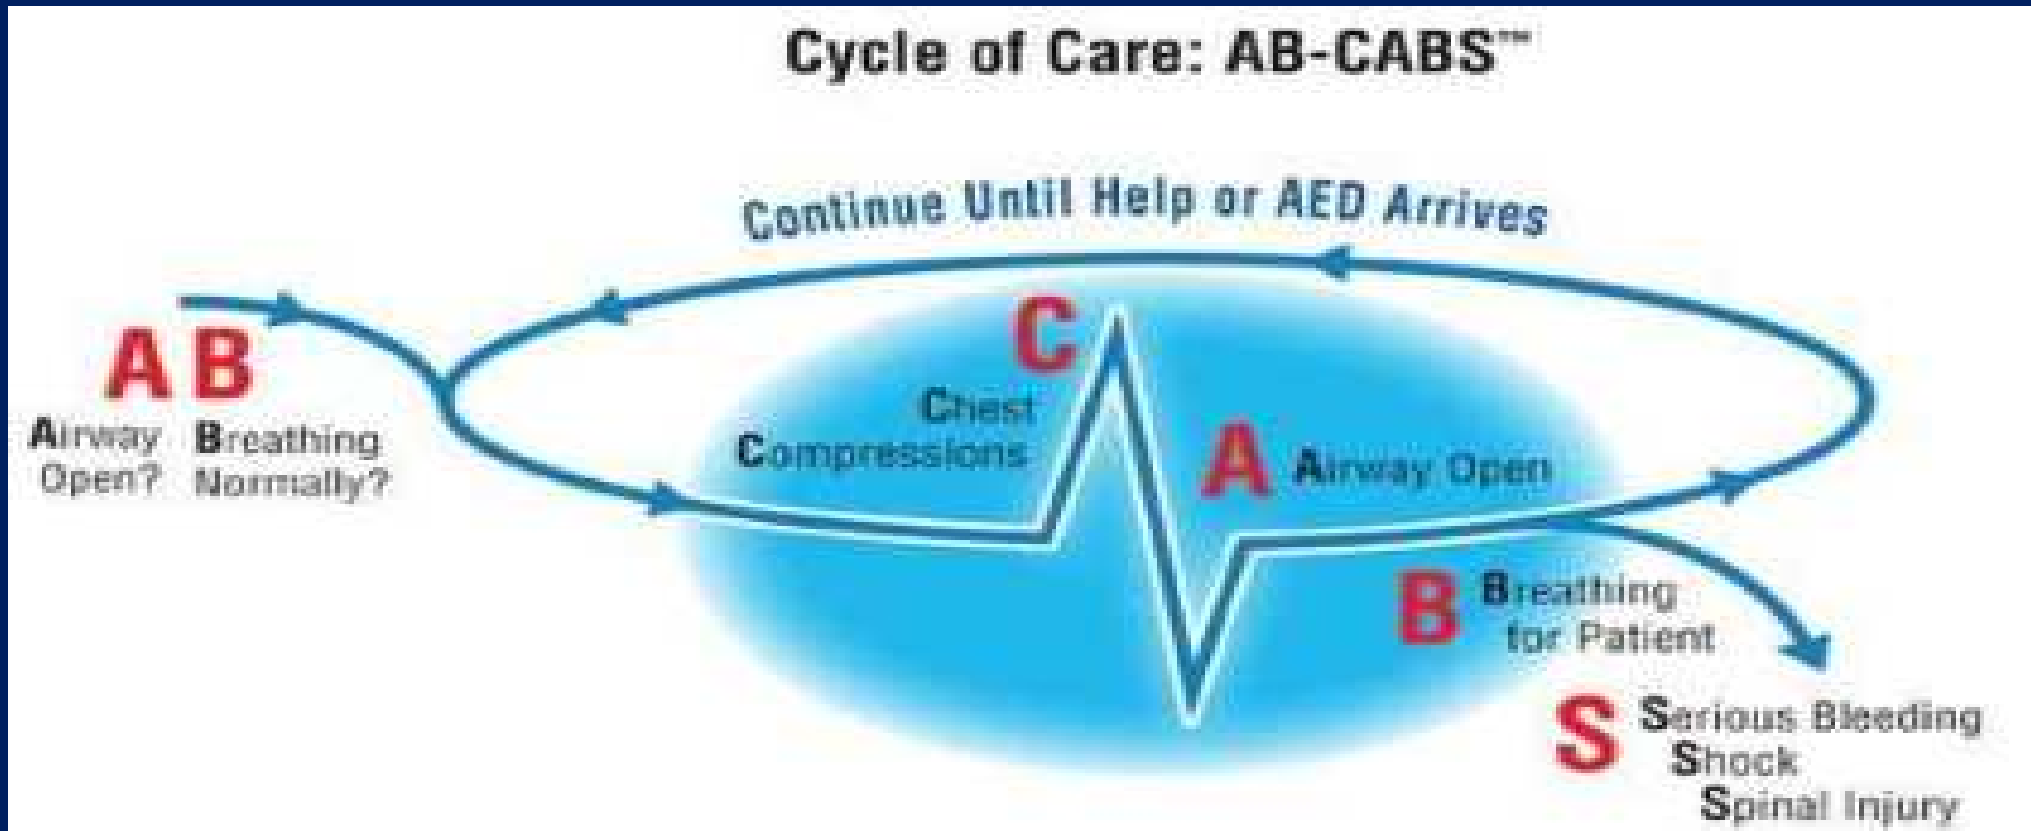 Cycle of Care: AB-CABS™
Continue Until Help or AED Arrives
A B
Airway
Open?
Breathing
Normally?
C
Chest
Compressions
A
Airway Open
B
Breathing
for Patient
S
Serious Bleeding
Shock
Spinal Injury